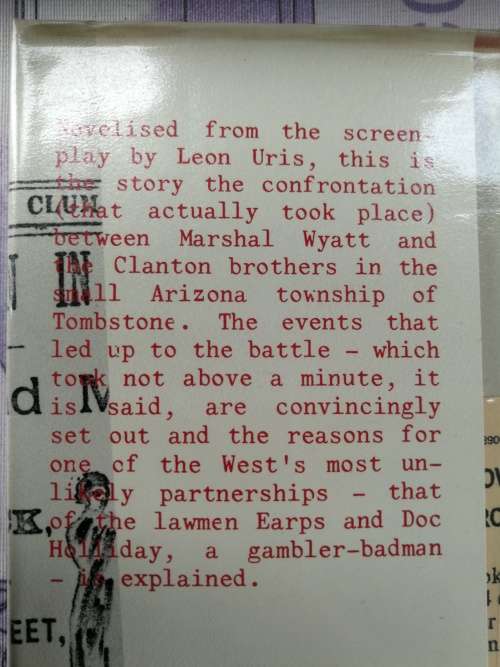 Novelised from the screen-
play by Leon Uris, this is
the story the confrontation
(that actually took place)
between Marshal Wyatt and
the Clanton brothers in the
small Arizona township of
Tombstone. The events that
led up to the battle – which
took not above a minute, it
is said, are convincingly
set out and the reasons for
one of the West's most un-
likely partnerships – that
of the lawmen Earps and Doc
Holliday, a gambler-badman
– is explained.
CLUB
IN
d M
K,
EET,